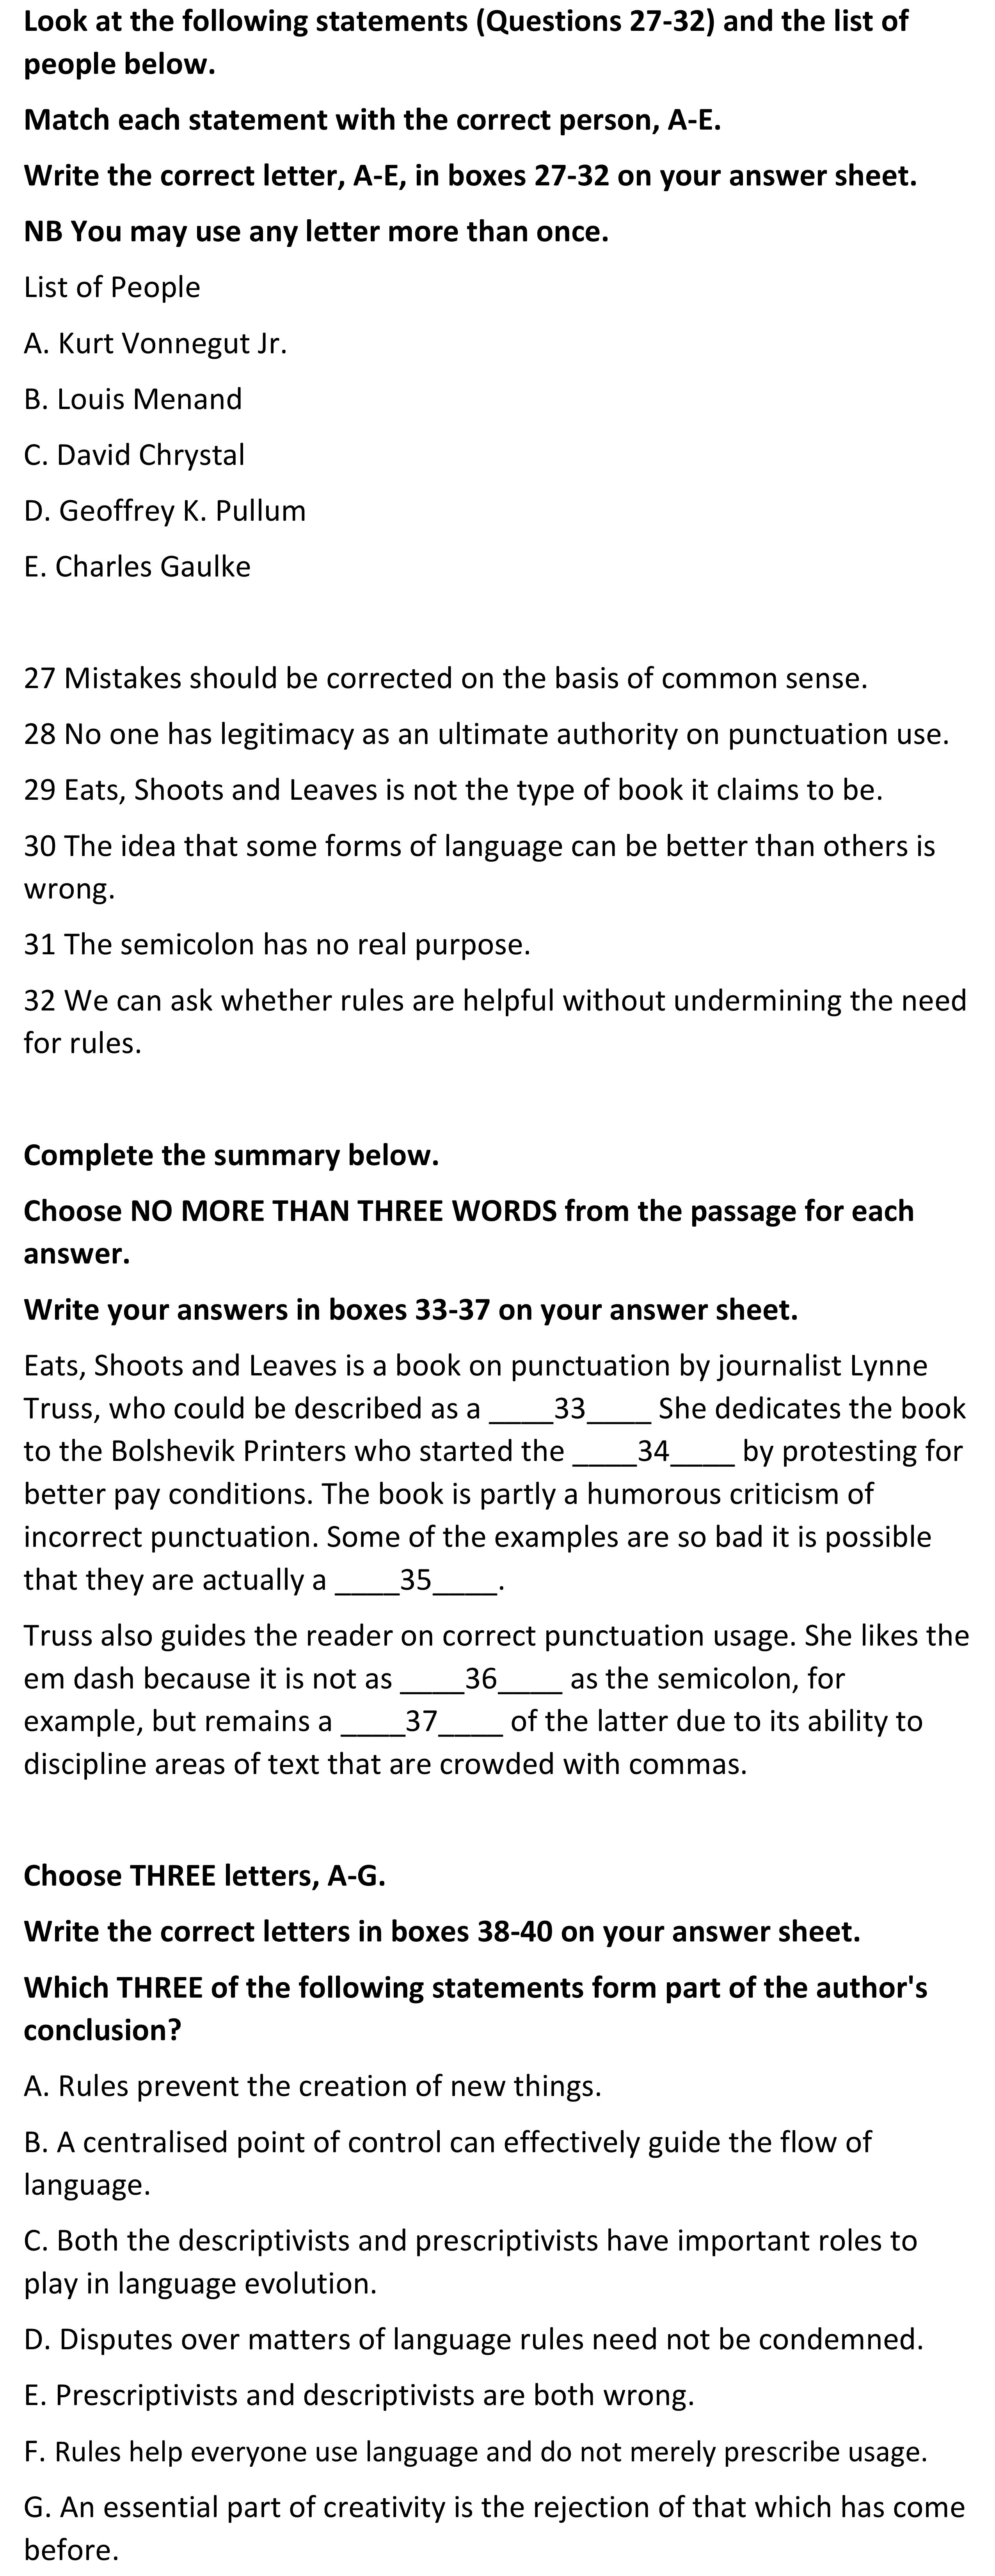 Look at the following statements (Questions 27-32) and the list of
people below.
Match each statement with the correct person, A-E.
Write the correct letter, A-E, in boxes 27-32 on your answer sheet.
NB You may use any letter more than once.
List of People
A. Kurt Vonnegut Jr.
B. Louis Menand
C. David Chrystal
D. Geoffrey K. Pullum
E. Charles Gaulke
27 Mistakes should be corrected on the basis of common sense.
28 No one has legitimacy as an ultimate authority on punctuation use.
29 Eats, Shoots and Leaves is not the type of book it claims to be.
30 The idea that some forms of language can be better than others is
wrong.
31 The semicolon has no real purpose.
32 We can ask whether rules are helpful without undermining the need
for rules.
Complete the summary below.
Choose NO MORE THAN THREE WORDS from the passage for each
answer.
Write your answers in boxes 33-37 on your answer sheet.
Eats, Shoots and Leaves is a book on punctuation by journalist Lynne
Truss, who could be described as a ____33____ She dedicates the book
to the Bolshevik Printers who started the ____34____ by protesting for
better pay conditions. The book is partly a humorous criticism of
incorrect punctuation. Some of the examples are so bad it is possible
that they are actually a ____35____.
Truss also guides the reader on correct punctuation usage. She likes the
em dash because it is not as ____36____ as the semicolon, for
example, but remains a ____37____ of the latter due to its ability to
discipline areas of text that are crowded with commas.
Choose THREE letters, A-G.
Write the correct letters in boxes 38-40 on your answer sheet.
Which THREE of the following statements form part of the author's
conclusion?
A. Rules prevent the creation of new things.
B. A centralised point of control can effectively guide the flow of
language.
C. Both the descriptivists and prescriptivists have important roles to
play in language evolution.
D. Disputes over matters of language rules need not be condemned.
E. Prescriptivists and descriptivists are both wrong.
F. Rules help everyone use language and do not merely prescribe usage.
G. An essential part of creativity is the rejection of that which has come
before.